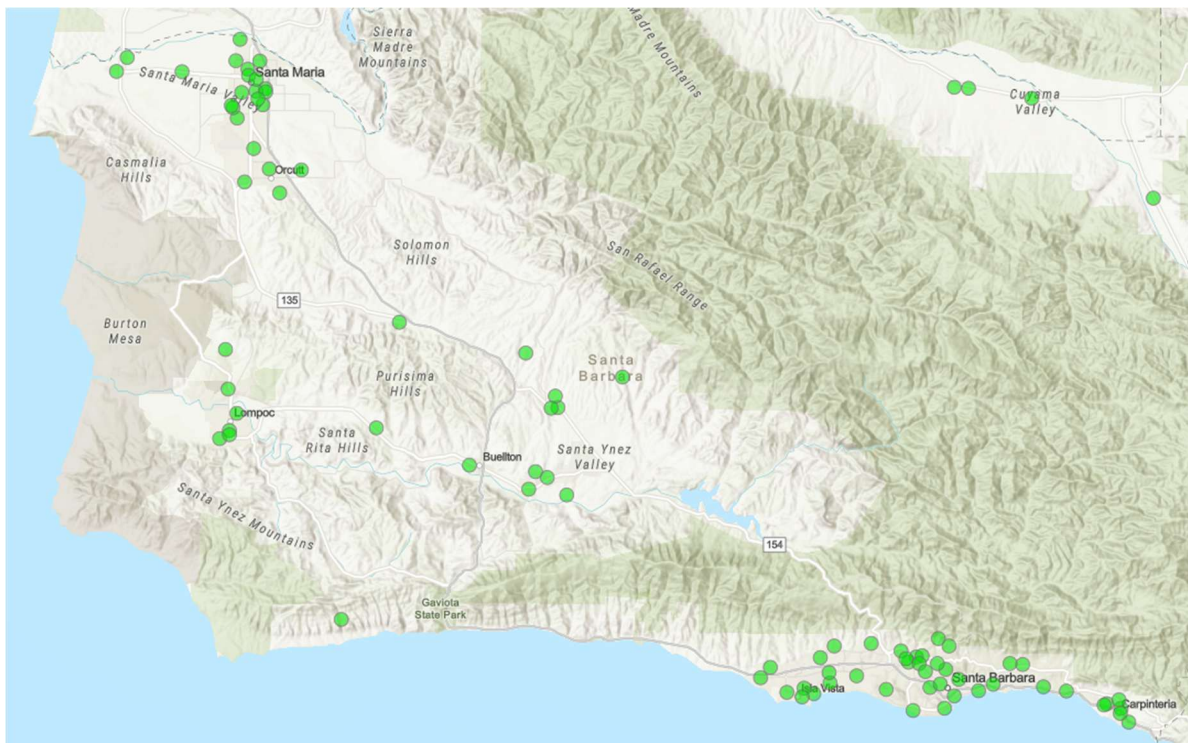 Sierra
Madre
Mountains
Madre Mountains
Santa Maria
Santa Maria Valley
Cuyama
Valley
Casmalia
Hills
Orcutt
Solomon
Hills
San Rafael Range
135
Burton
Mesa
Santa
Barbara
Purisima
Hills
Lompoc
Santa
Rita Hills
Buellton
Santa Ynez
Valley
Santa Ynez Mountains
154
Gaviota
State Park
Isla Vista
Santa Barbara
Carpinteria